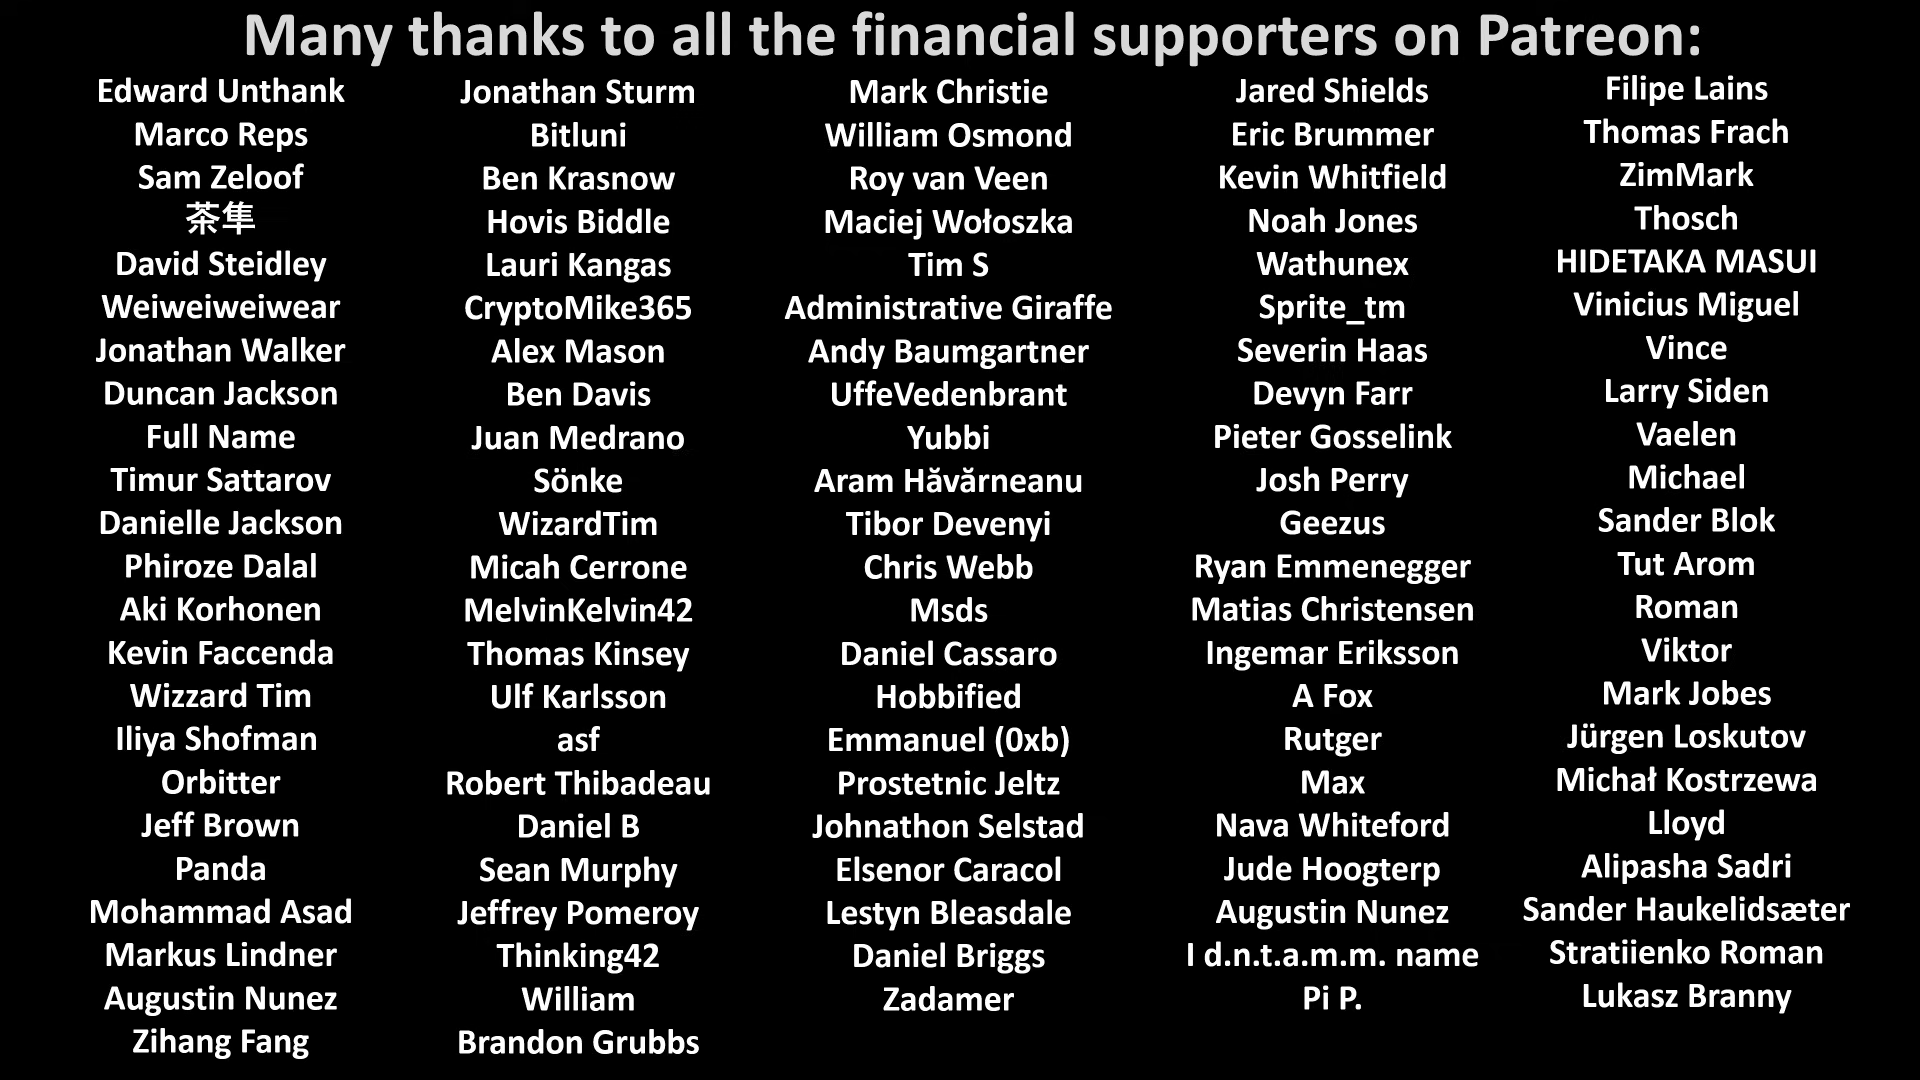 Many thanks to all the financial supporters on Patreon:
Edward Unthank
Marco Reps
Sam Zeloof
茶隼
David Steidley
Weiweiweiwear
Jonathan Walker
Duncan Jackson
Full Name
Timur Sattarov
Danielle Jackson
Phiroze Dalal
Aki Korhonen
Kevin Faccenda
Wizzard Tim
Iliya Shofman
Orbitter
Jeff Brown
Panda
Mohammad Asad
Markus Lindner
Augustin Nunez
Zihang Fang
Jonathan Sturm
Bitluni
Ben Krasnow
Hovis Biddle
Lauri Kangas
CryptoMike365
Alex Mason
Ben Davis
Juan Medrano
Sönke
WizardTim
Micah Cerrone
MelvinKelvin42
Thomas Kinsey
Ulf Karlsson
asf
Robert Thibadeau
Daniel B
Sean Murphy
Jeffrey Pomeroy
Thinking42
William
Brandon Grubbs
Mark Christie
William Osmond
Roy van Veen
Maciej Wołoszka
Tim S
Administrative Giraffe
Andy Baumgartner
UffeVedenbrant
Yubbi
Aram Hăvărneanu
Tibor Devenyi
Chris Webb
Msds
Daniel Cassaro
Hobbified
Emmanuel (0xb)
Prostetnic Jeltz
Johnathon Selstad
Elsenor Caracol
Lestyn Bleasdale
Daniel Briggs
Zadamer
Jared Shields
Eric Brummer
Kevin Whitfield
Noah Jones
Wathunex
Sprite_tm
Severin Haas
Devyn Farr
Pieter Gosselink
Josh Perry
Geezus
Ryan Emmenegger
Matias Christensen
Ingemar Eriksson
A Fox
Rutger
Max
Nava Whiteford
Jude Hoogterp
Augustin Nunez
I d.n.t.a.m.m. name
Pi P.
Filipe Lains
Thomas Frach
ZimMark
Thosch
HIDETAKA MASUI
Vinicius Miguel
Vince
Larry Siden
Vaelen
Michael
Sander Blok
Tut Arom
Roman
Viktor
Mark Jobes
Jürgen Loskutov
Michał Kostrzewa
Lloyd
Alipasha Sadri
Sander Haukelidsæter
Stratiienko Roman
Lukasz Branny